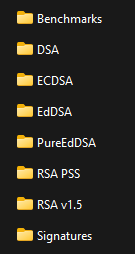 Benchmarks
DSA
ECDSA
EdDSA
PureEdDSA
RSA PSS
RSA v1.5
Signatures